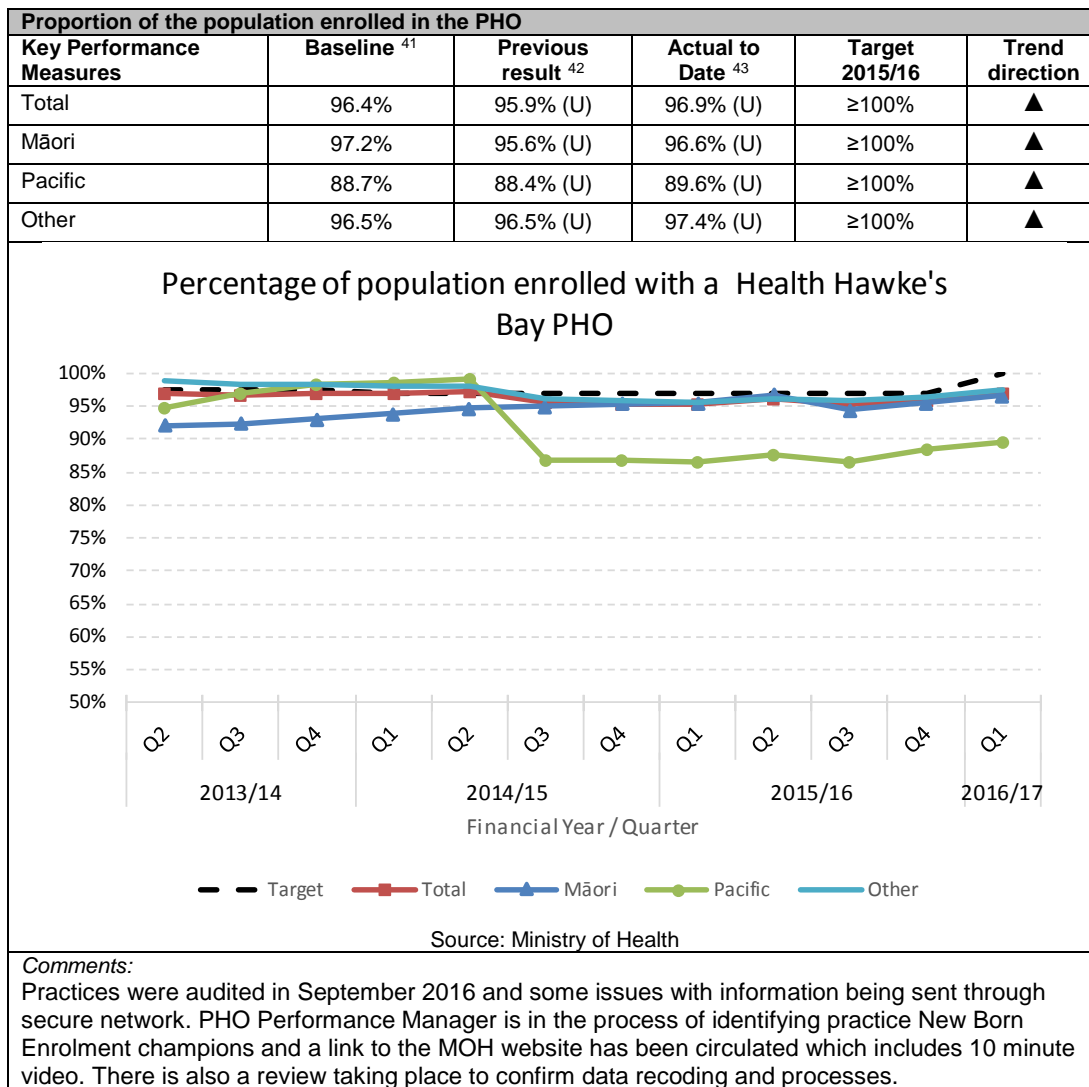 Proportion of the population enrolled in the PHO
Key Performance Measures Baseline 41 Previous result 42 Actual to Date 43 Target 2015/16 Trend direction
Total 96.4% 95.9% (U) 96.9% (U) ≥100% ▲
Māori 97.2% 95.6% (U) 96.6% (U) ≥100% ▲
Pacific 88.7% 88.4% (U) 89.6% (U) ≥100% ▲
Other 96.5% 96.5% (U) 97.4% (U) ≥100% ▲
Percentage of population enrolled with a Health Hawke's
Bay PHO
100%
95%
90%
85%
80%
75%
70%
65%
60%
55%
50%
Q2 Q3 Q4 Q1 Q2 Q3 Q4 Q1 Q2 Q3 Q4 Q1
2013/14 2014/15 2015/16 2016/17
Financial Year / Quarter
Target Total Māori Pacific Other
Source: Ministry of Health
Comments:
Practices were audited in September 2016 and some issues with information being sent through
secure network. PHO Performance Manager is in the process of identifying practice New Born
Enrolment champions and a link to the MOH website has been circulated which includes 10 minute
video. There is also a review taking place to confirm data recoding and processes.